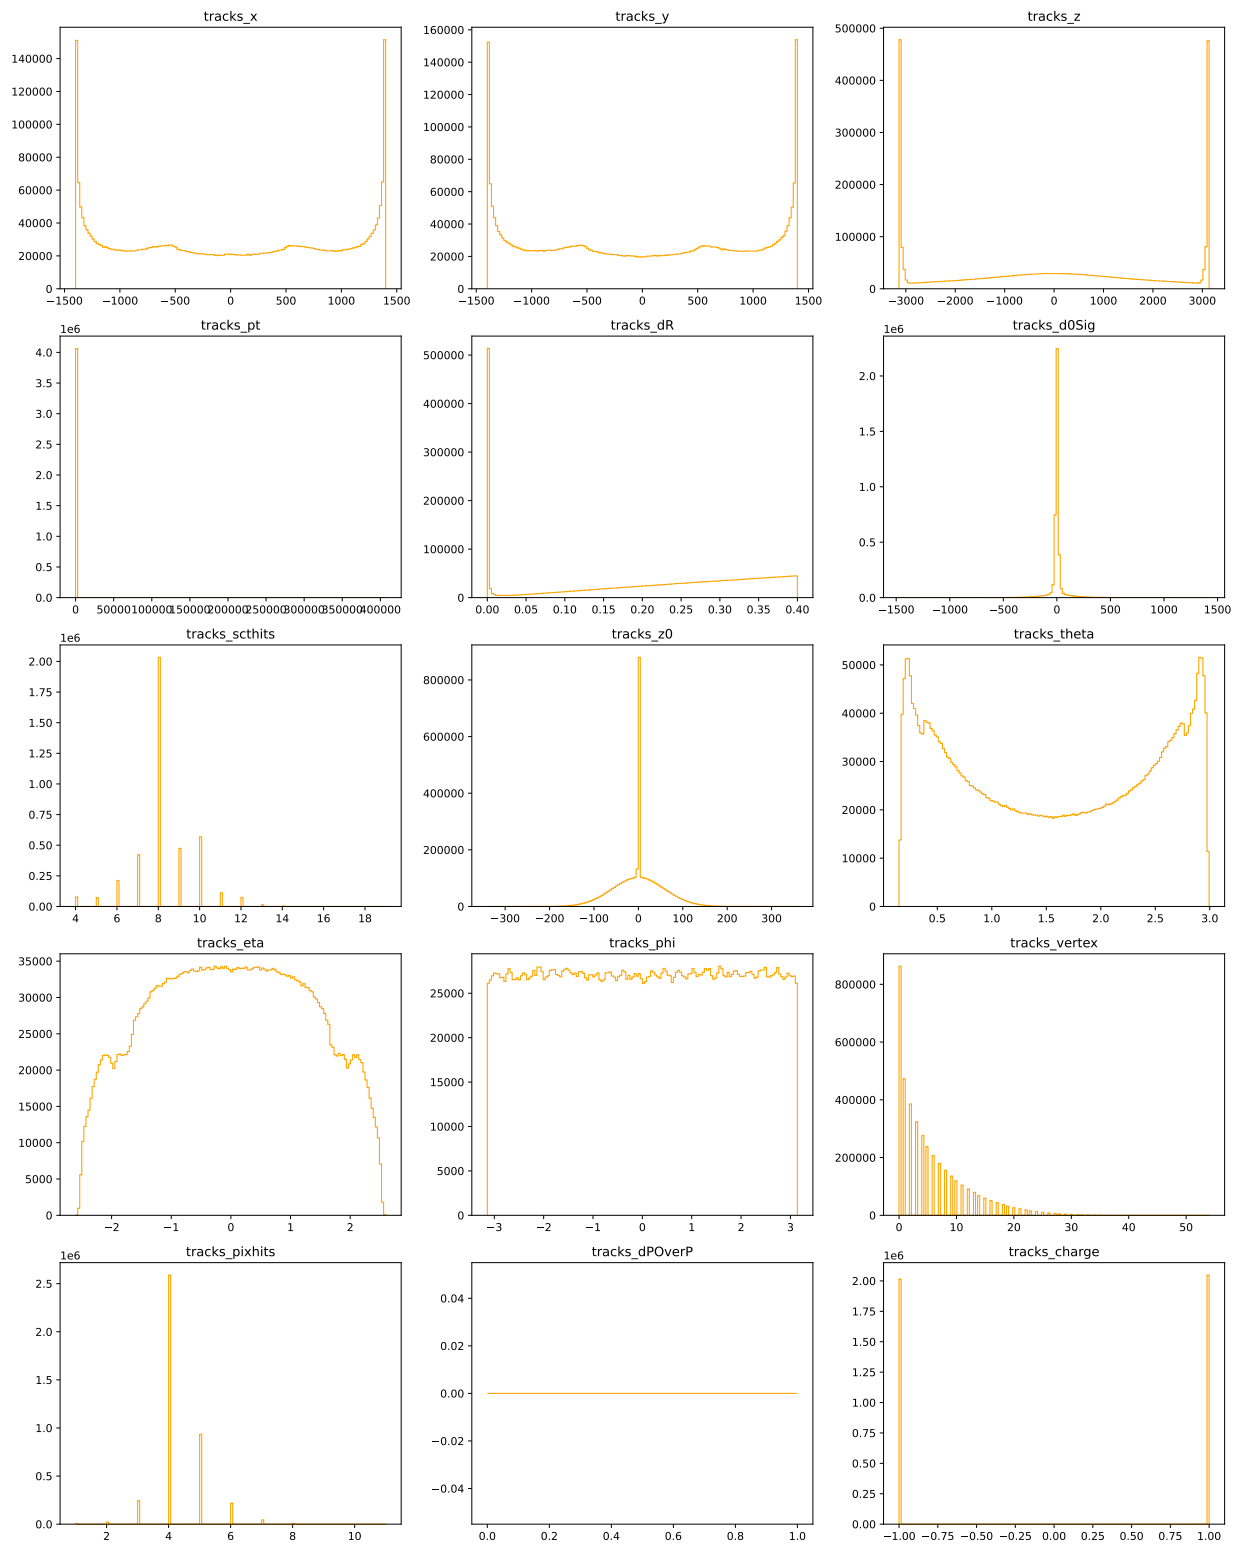 tracks_x
tracks_y
tracks_z
140000
120000
100000
80000
60000
40000
20000
0
−1500 −1000 −500 0 500 1000 1500
160000
140000
120000
100000
80000
60000
40000
20000
0
−1500 −1000 −500 0 500 1000 1500
500000
400000
300000
200000
100000
0
−3000 −2000 −1000 0 1000 2000 3000
tracks_pt
tracks_dR
tracks_d0Sig
1e6
4.0
3.5
3.0
2.5
2.0
1.5
1.0
0.5
0.0
0 50000 100000 150000 200000 250000 300000 350000 400000
500000
400000
300000
200000
100000
0
0.00 0.05 0.10 0.15 0.20 0.25 0.30 0.35 0.40
1e6
2.0
1.5
1.0
0.5
0.0
−1500 −1000 −500 0 500 1000 1500
tracks_scthits
tracks_z0
tracks_theta
1e6
2.00
1.75
1.50
1.25
1.00
0.75
0.50
0.25
0.00
4 6 8 10 12 14 16 18
800000
600000
400000
200000
0
−300 −200 −100 0 100 200 300
50000
40000
30000
20000
10000
0
0.5 1.0 1.5 2.0 2.5 3.0
tracks_eta
tracks_phi
tracks_vertex
35000
30000
25000
20000
15000
10000
5000
0
−2 −1 0 1 2
25000
20000
15000
10000
5000
0
−3 −2 −1 0 1 2 3
800000
600000
400000
200000
0
0 10 20 30 40 50
tracks_pixhits
tracks_dPOverP
tracks_charge
1e6
2.5
2.0
1.5
1.0
0.5
0.0
2 4 6 8 10
0.04
0.02
0.00
−0.02
−0.04
0.0 0.2 0.4 0.6 0.8 1.0
1e6
2.00
1.75
1.50
1.25
1.00
0.75
0.50
0.25
0.00
−1.00 −0.75 −0.50 −0.25 0.00 0.25 0.50 0.75 1.00